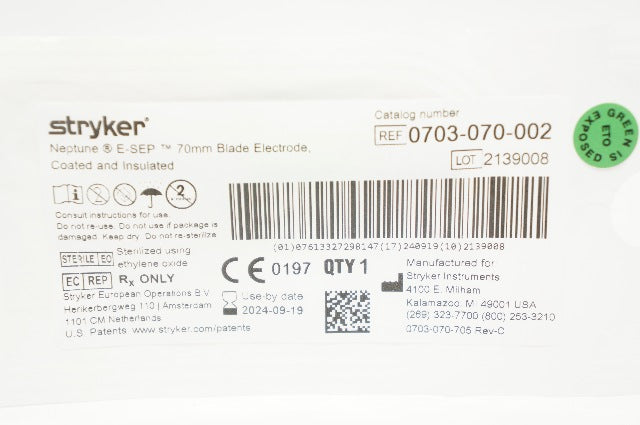 stryker®
Neptune ® E-SEP ™ 70mm Blade Electrode,
Coated and Insulated
Catalog number
REF 0703-070-002
LOT 2139008
GREEN
ETO
EXPOSED IS
Consult instructions for use.
Do not re-use. Do not use if package is
damaged. Keep dry. Do not re-sterilize
(01)07613327298147(17)240919(10)2139008
STERILE EO Sterilized using
ethylene oxide
EC REP Rx ONLY
Stryker European Operations B.V.
Herikerbergweg 110 | Amsterdam
1101 CM Netherlands
U.S. Patents: www.stryker.com/patents
CE 0197 QTY 1
Use-by date
2024-09-19
Manufactured for
Stryker Instruments
4100 E. Milham
Kalamazoo, M 49001 USA
(269) 323-7700 (800) 253-3210
0703-070-705 Rev-C